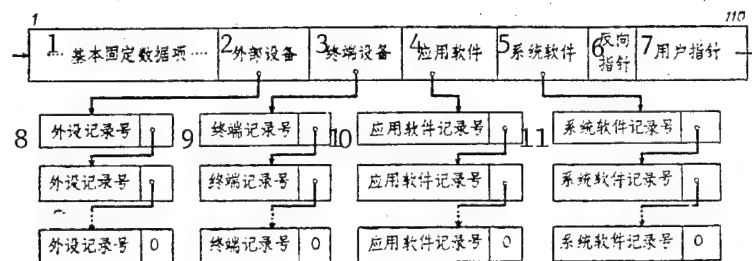 1 110
1 … 基本固定数据项 … 2 外部设备 3 终端设备 4 应用软件 5 系统软件 6 反向指针 7 用户指针
8 外设记录号 9 终端记录号 10 应用软件记录号 11 系统软件记录号
外设记录号 终端记录号 应用软件记录号 系统软件记录号
外设记录号 0 终端记录号 0 应用软件记录号 0 系统软件记录号 0